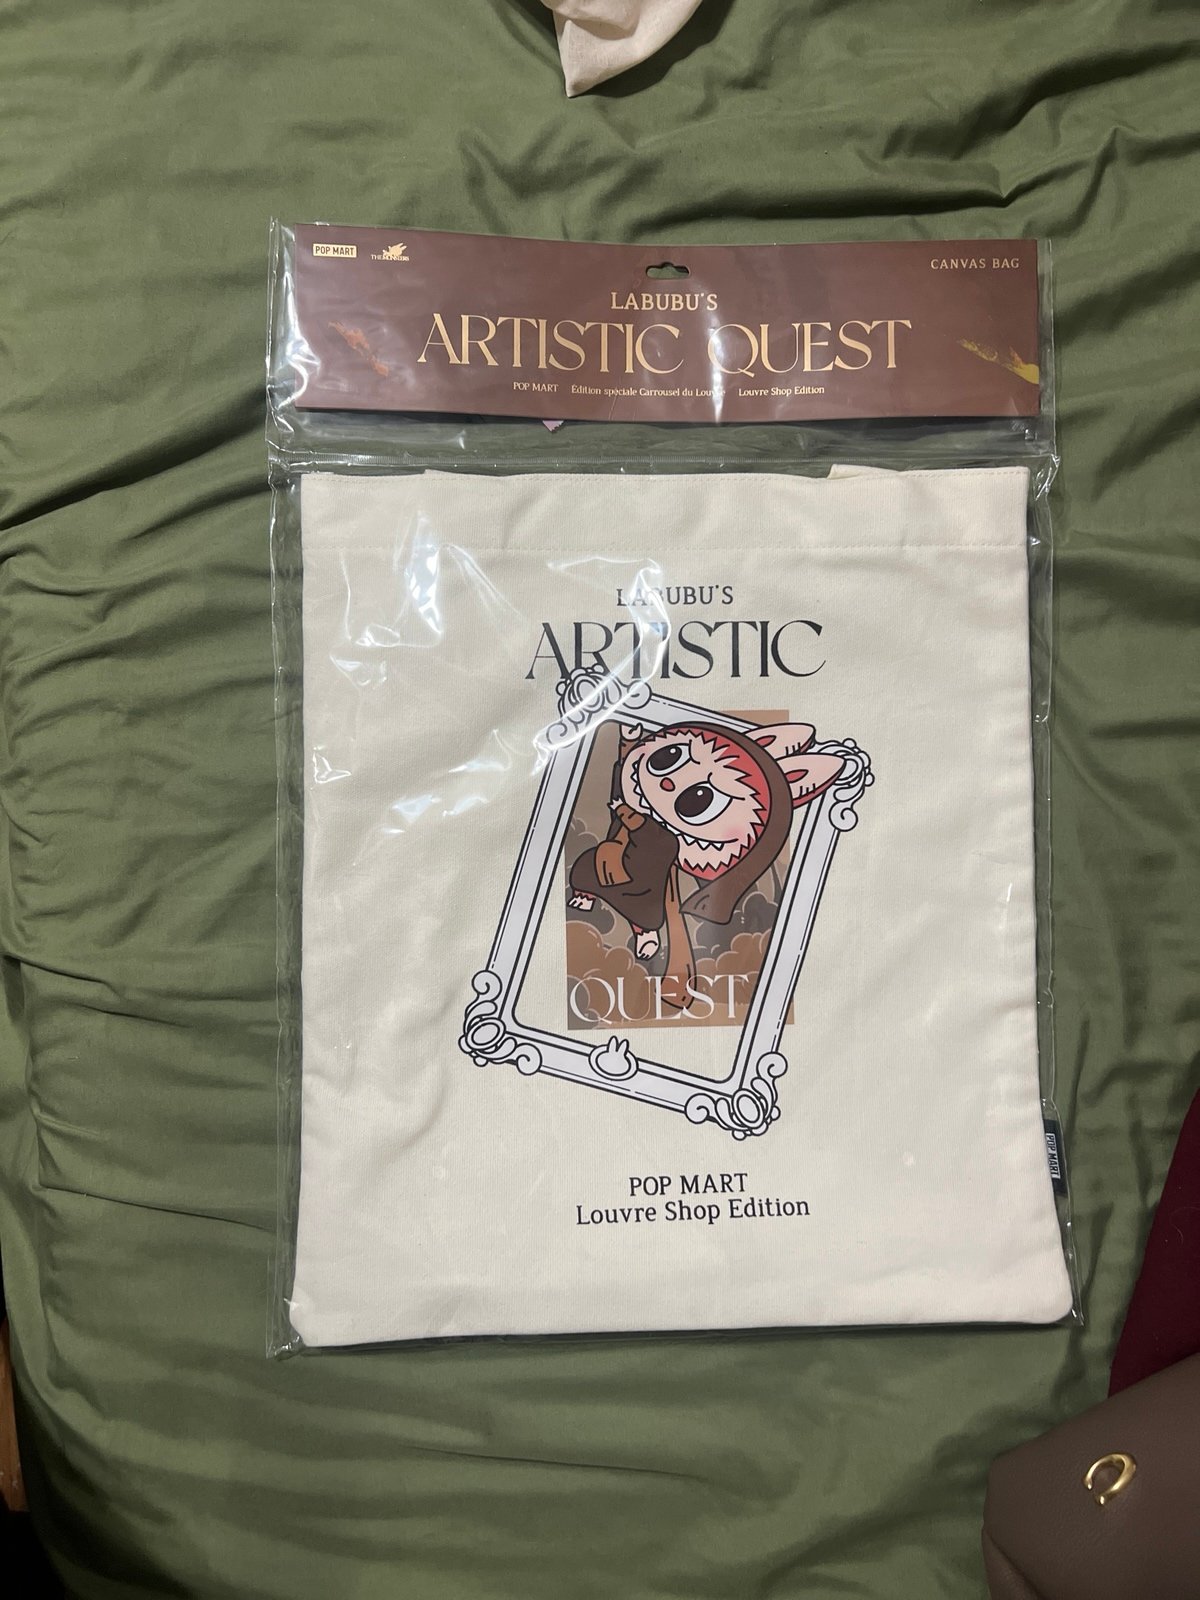 POP MART
THE MONSTERS
CANVAS BAG
LABUBU'S
ARTISTIC QUEST
POP MART Edition spéciale Carrousel du Louvre Louvre Shop Edition
LABUBU'S
ARTISTIC
QUEST
POP MART
Louvre Shop Edition
POP MART